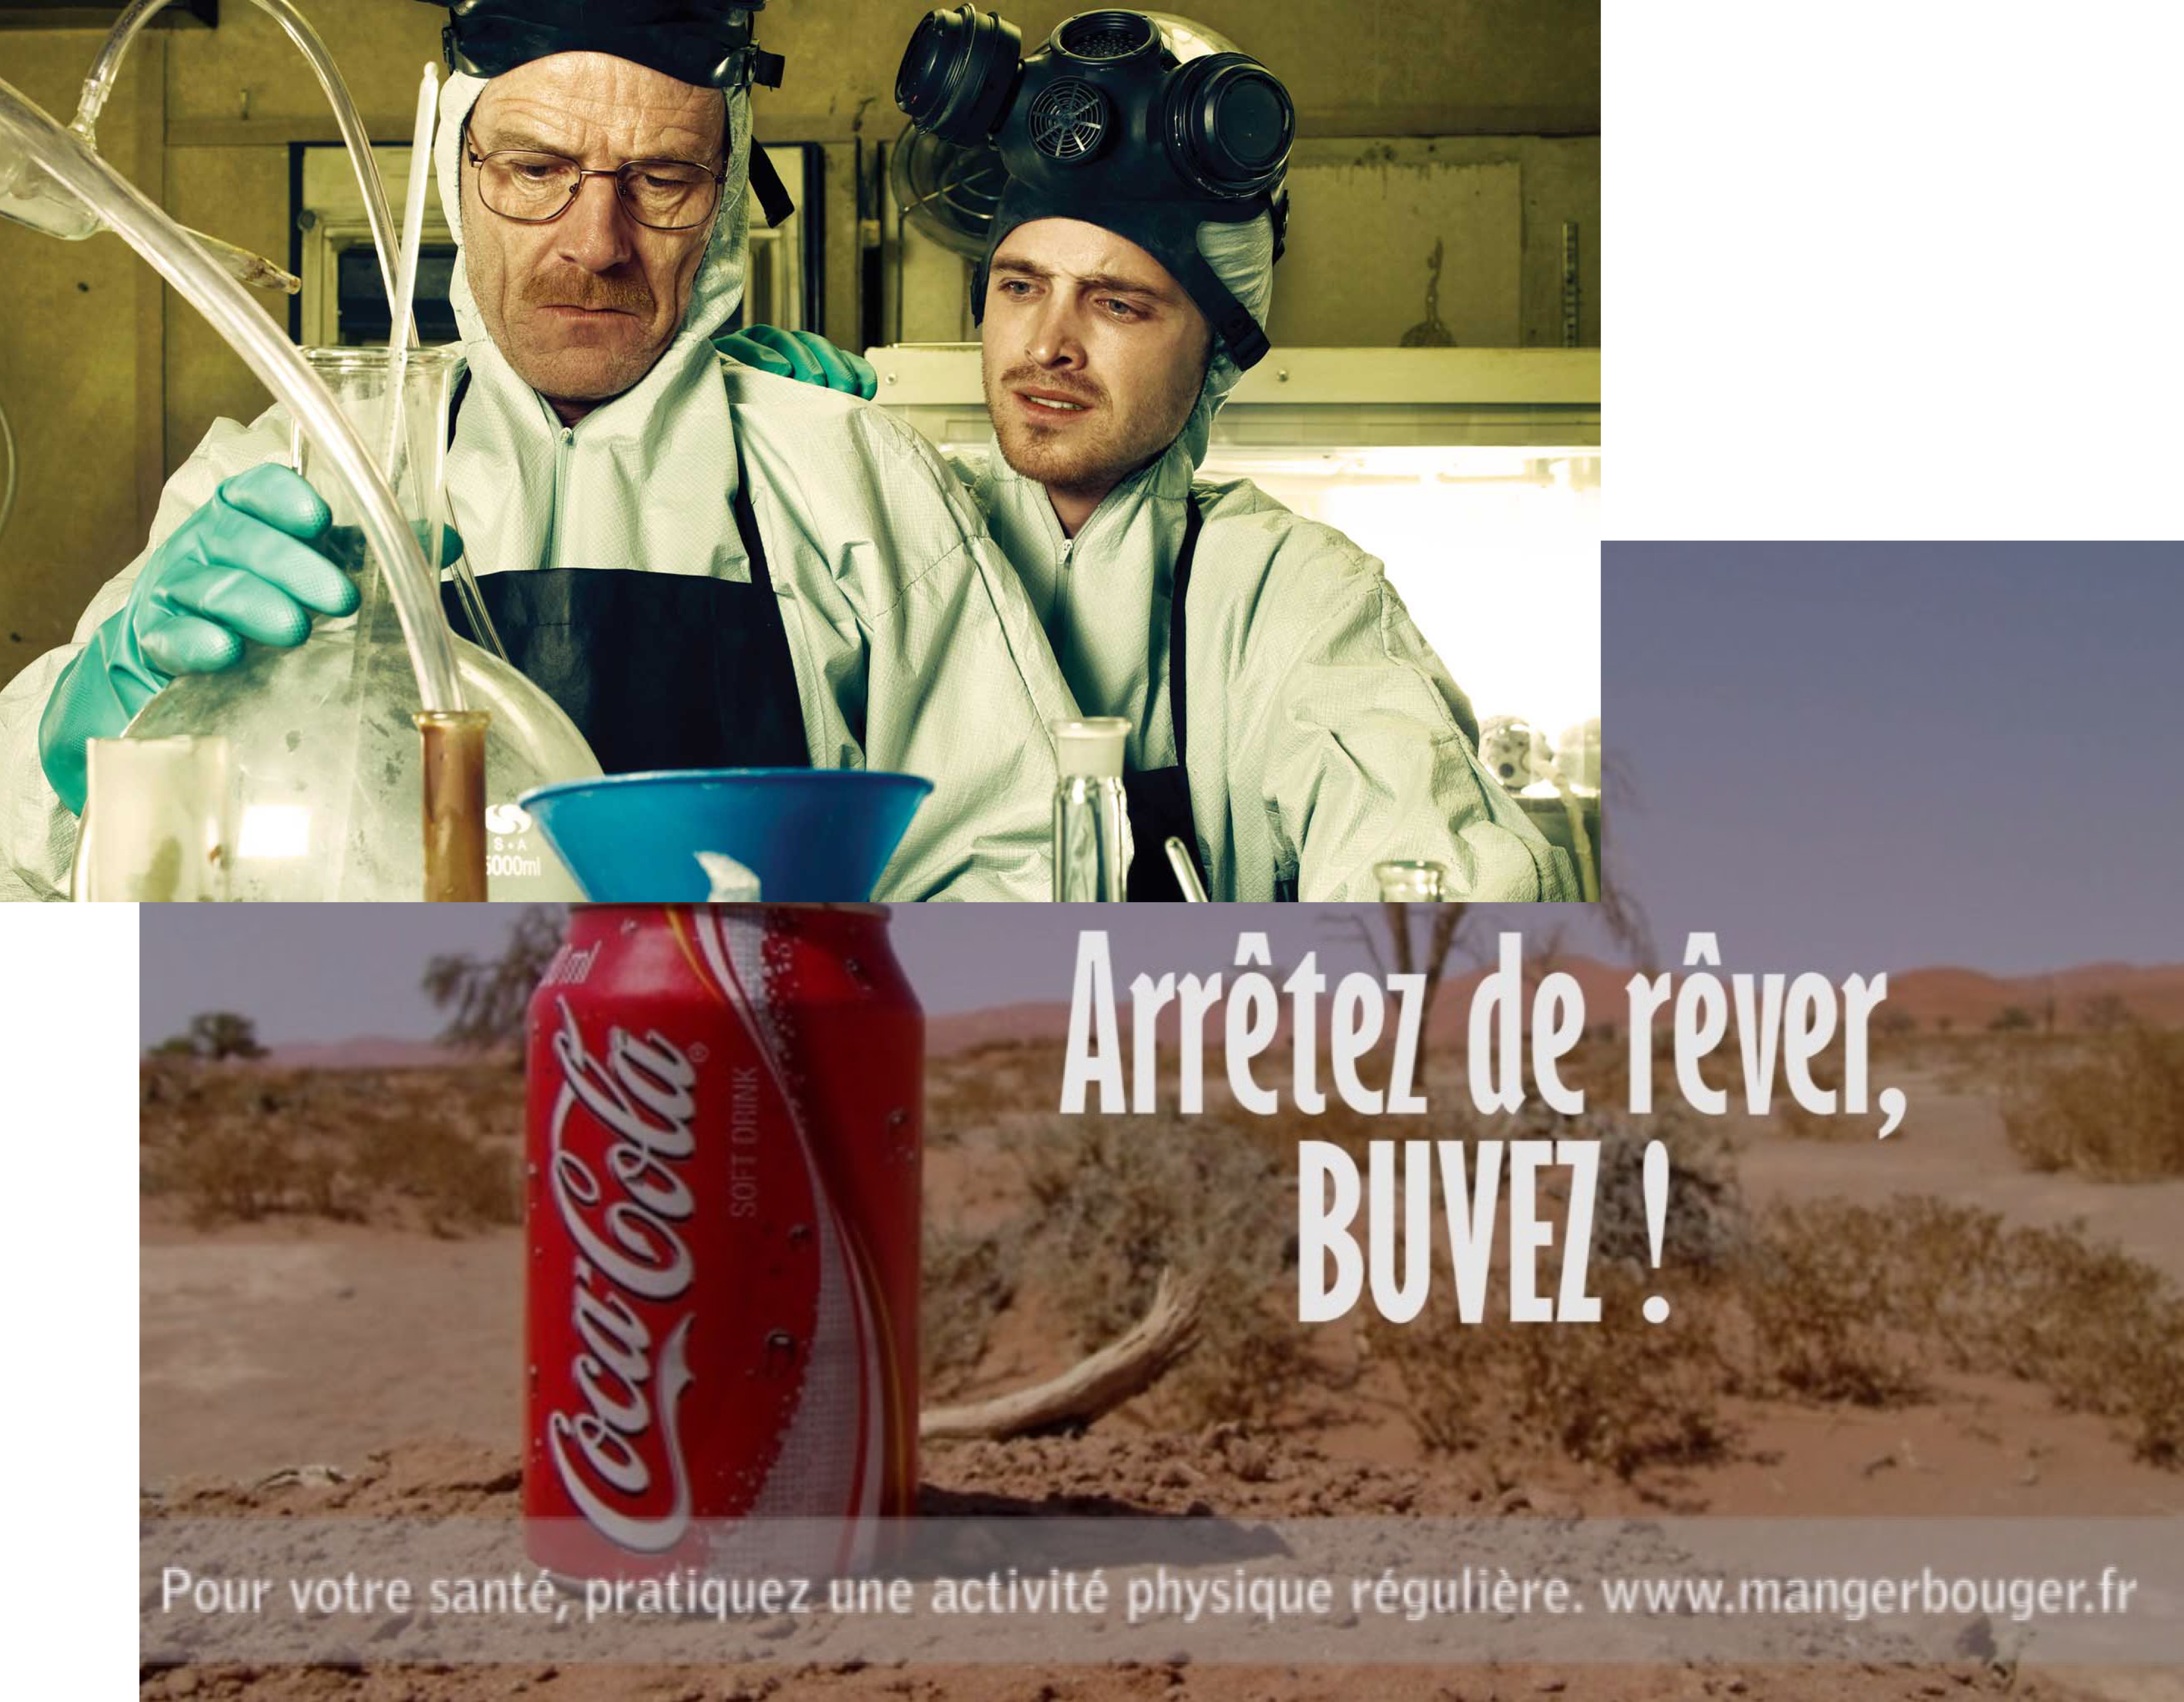 S+A
5000ml
Arrêtez de rêver,
BUVEZ !
Coca-Cola
®
SOFT DRINK
Pour votre santé, pratiquez une activité physique régulière. www.mangerbouger.fr